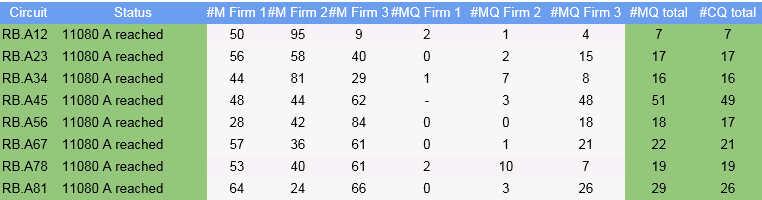 Circuit Status #M Firm 1 #M Firm 2 #M Firm 3 #MQ Firm 1 #MQ Firm 2 #MQ Firm 3 #MQ total #CQ total
RB.A12 11080 A reached 50 95 9 2 1 4 7 7
RB.A23 11080 A reached 56 58 40 0 2 15 17 17
RB.A34 11080 A reached 44 81 29 1 7 8 16 16
RB.A45 11080 A reached 48 44 62 - 3 48 51 49
RB.A56 11080 A reached 28 42 84 0 0 18 18 17
RB.A67 11080 A reached 57 36 61 0 1 21 22 21
RB.A78 11080 A reached 53 40 61 2 10 7 19 19
RB.A81 11080 A reached 64 24 66 0 3 26 29 26